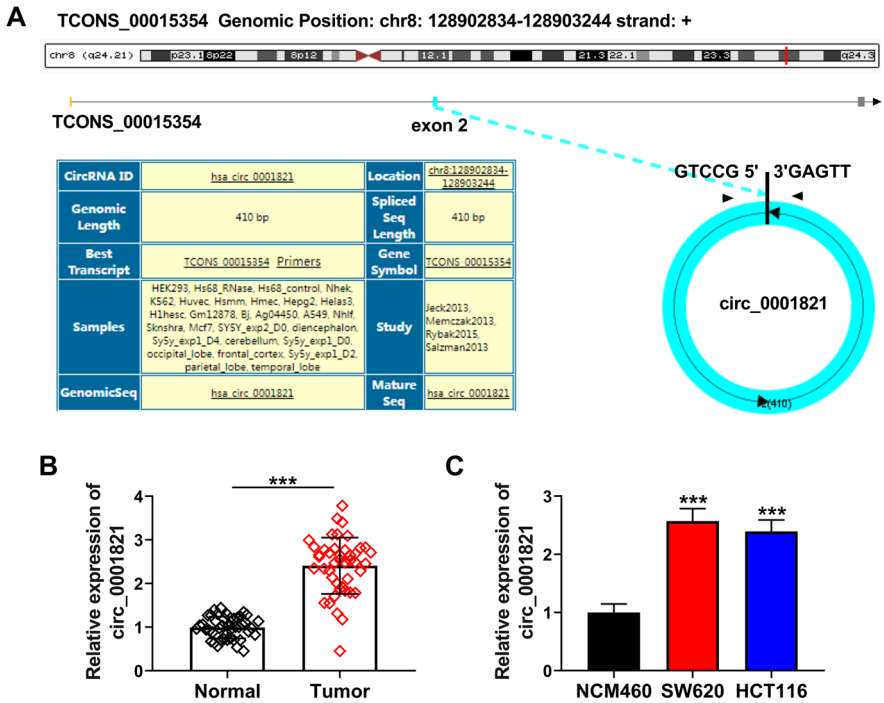 A
TCONS_00015354 Genomic Position: chr8: 128902834-128903244 strand: +
chr8 (q24.21) p23.1 8p22 8p12 12.1 21.3 22.1 23.3 q24.3
TCONS_00015354
exon 2
CircRNA ID
hsa_circ_0001821
Location
chr8:128902834-
128903244
Genomic
Length
410 bp
Spliced
Seq
Length
410 bp
Best
Transcript
TCONS_00015354 Primers
Gene
Symbol
TCONS_00015354
Samples
HEK293, Hs68_RNase, Hs68_control, Nhek,
K562, Huvec, Hsmm, Hmec, Hepg2, Helas3,
H1hesc, Gm12878, Bj, Ag04450, A549, Nhlf,
Sknshra, Mcf7, SY5Y_exp2_D0, diencephalon,
Sy5y_exp1_D4, cerebellum, Sy5y_exp1_D0,
occipital_lobe, frontal_cortex, Sy5y_exp1_D2,
parietal_lobe, temporal_lobe
Study
Jeck2013,
Memczak2013,
Rybak2015,
Salzman2013
GenomicSeq
hsa_circ_0001821
Mature
Seq
hsa_circ_0001821
GTCCG 5' 3'GAGTT
circ_0001821
2(410)
B
Relative expression of
circ_0001821
4
3
2
1
0
***
Normal Tumor
C
Relative expression of
circ_0001821
3
2
1
0
***
***
NCM460 SW620 HCT116